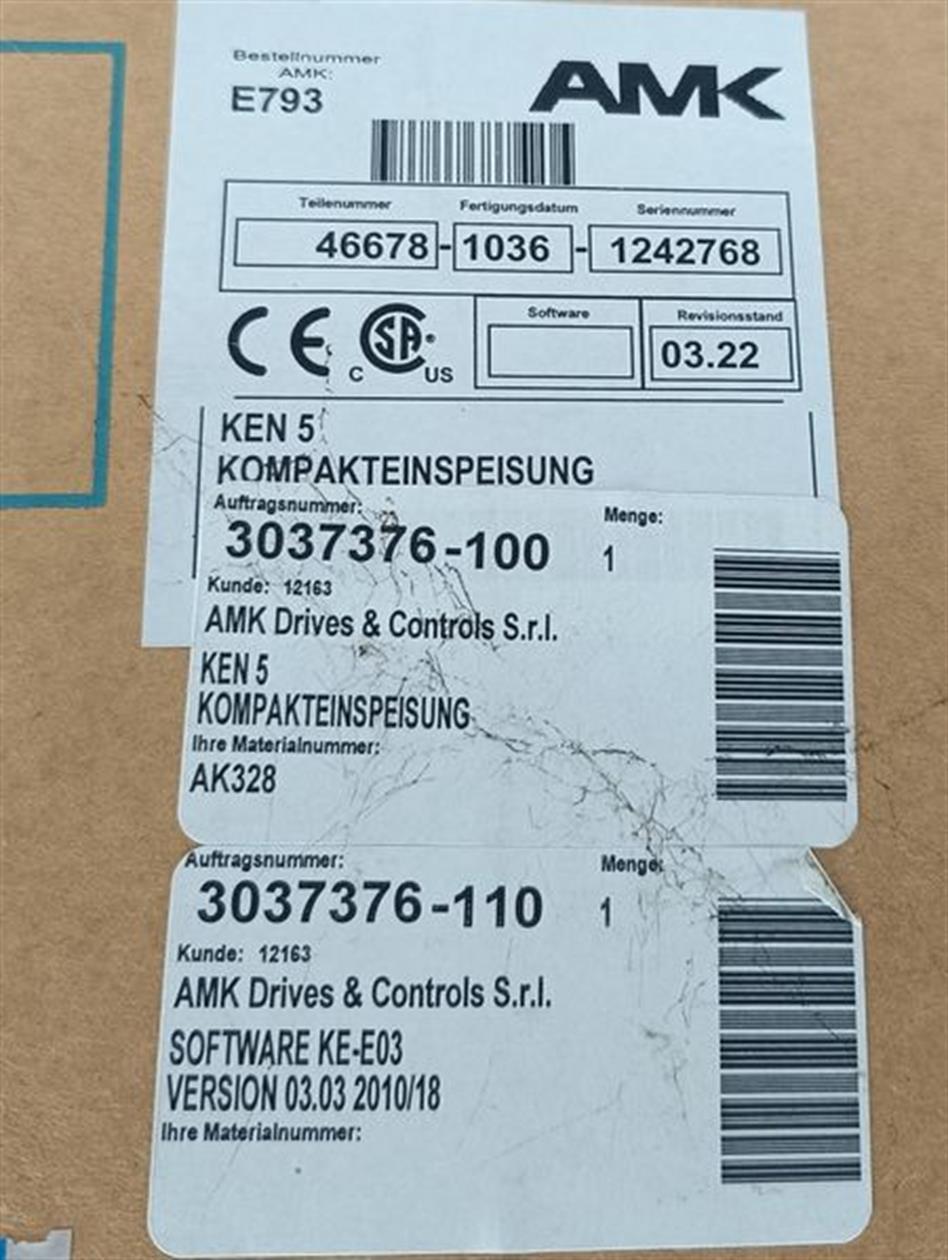 Bestellnummer
AMK:
E793
AMK
Teilenummer Fertigungsdatum Seriennummer
46678-1036-1242768
CE C SA US Software Revisionsstand
03.22
KEN 5
KOMPAKTEINSPEISUNG
Auftragsnummer: Menge:
3037376-100 1
Kunde: 12163
AMK Drives & Controls S.r.l.
KEN 5
KOMPAKTEINSPEISUNG
Ihre Materialnummer:
AK328
Auftragsnummer: Menge:
3037376-110 1
Kunde: 12163
AMK Drives & Controls S.r.l.
SOFTWARE KE-E03
VERSION 03.03 2010/18
Ihre Materialnummer: